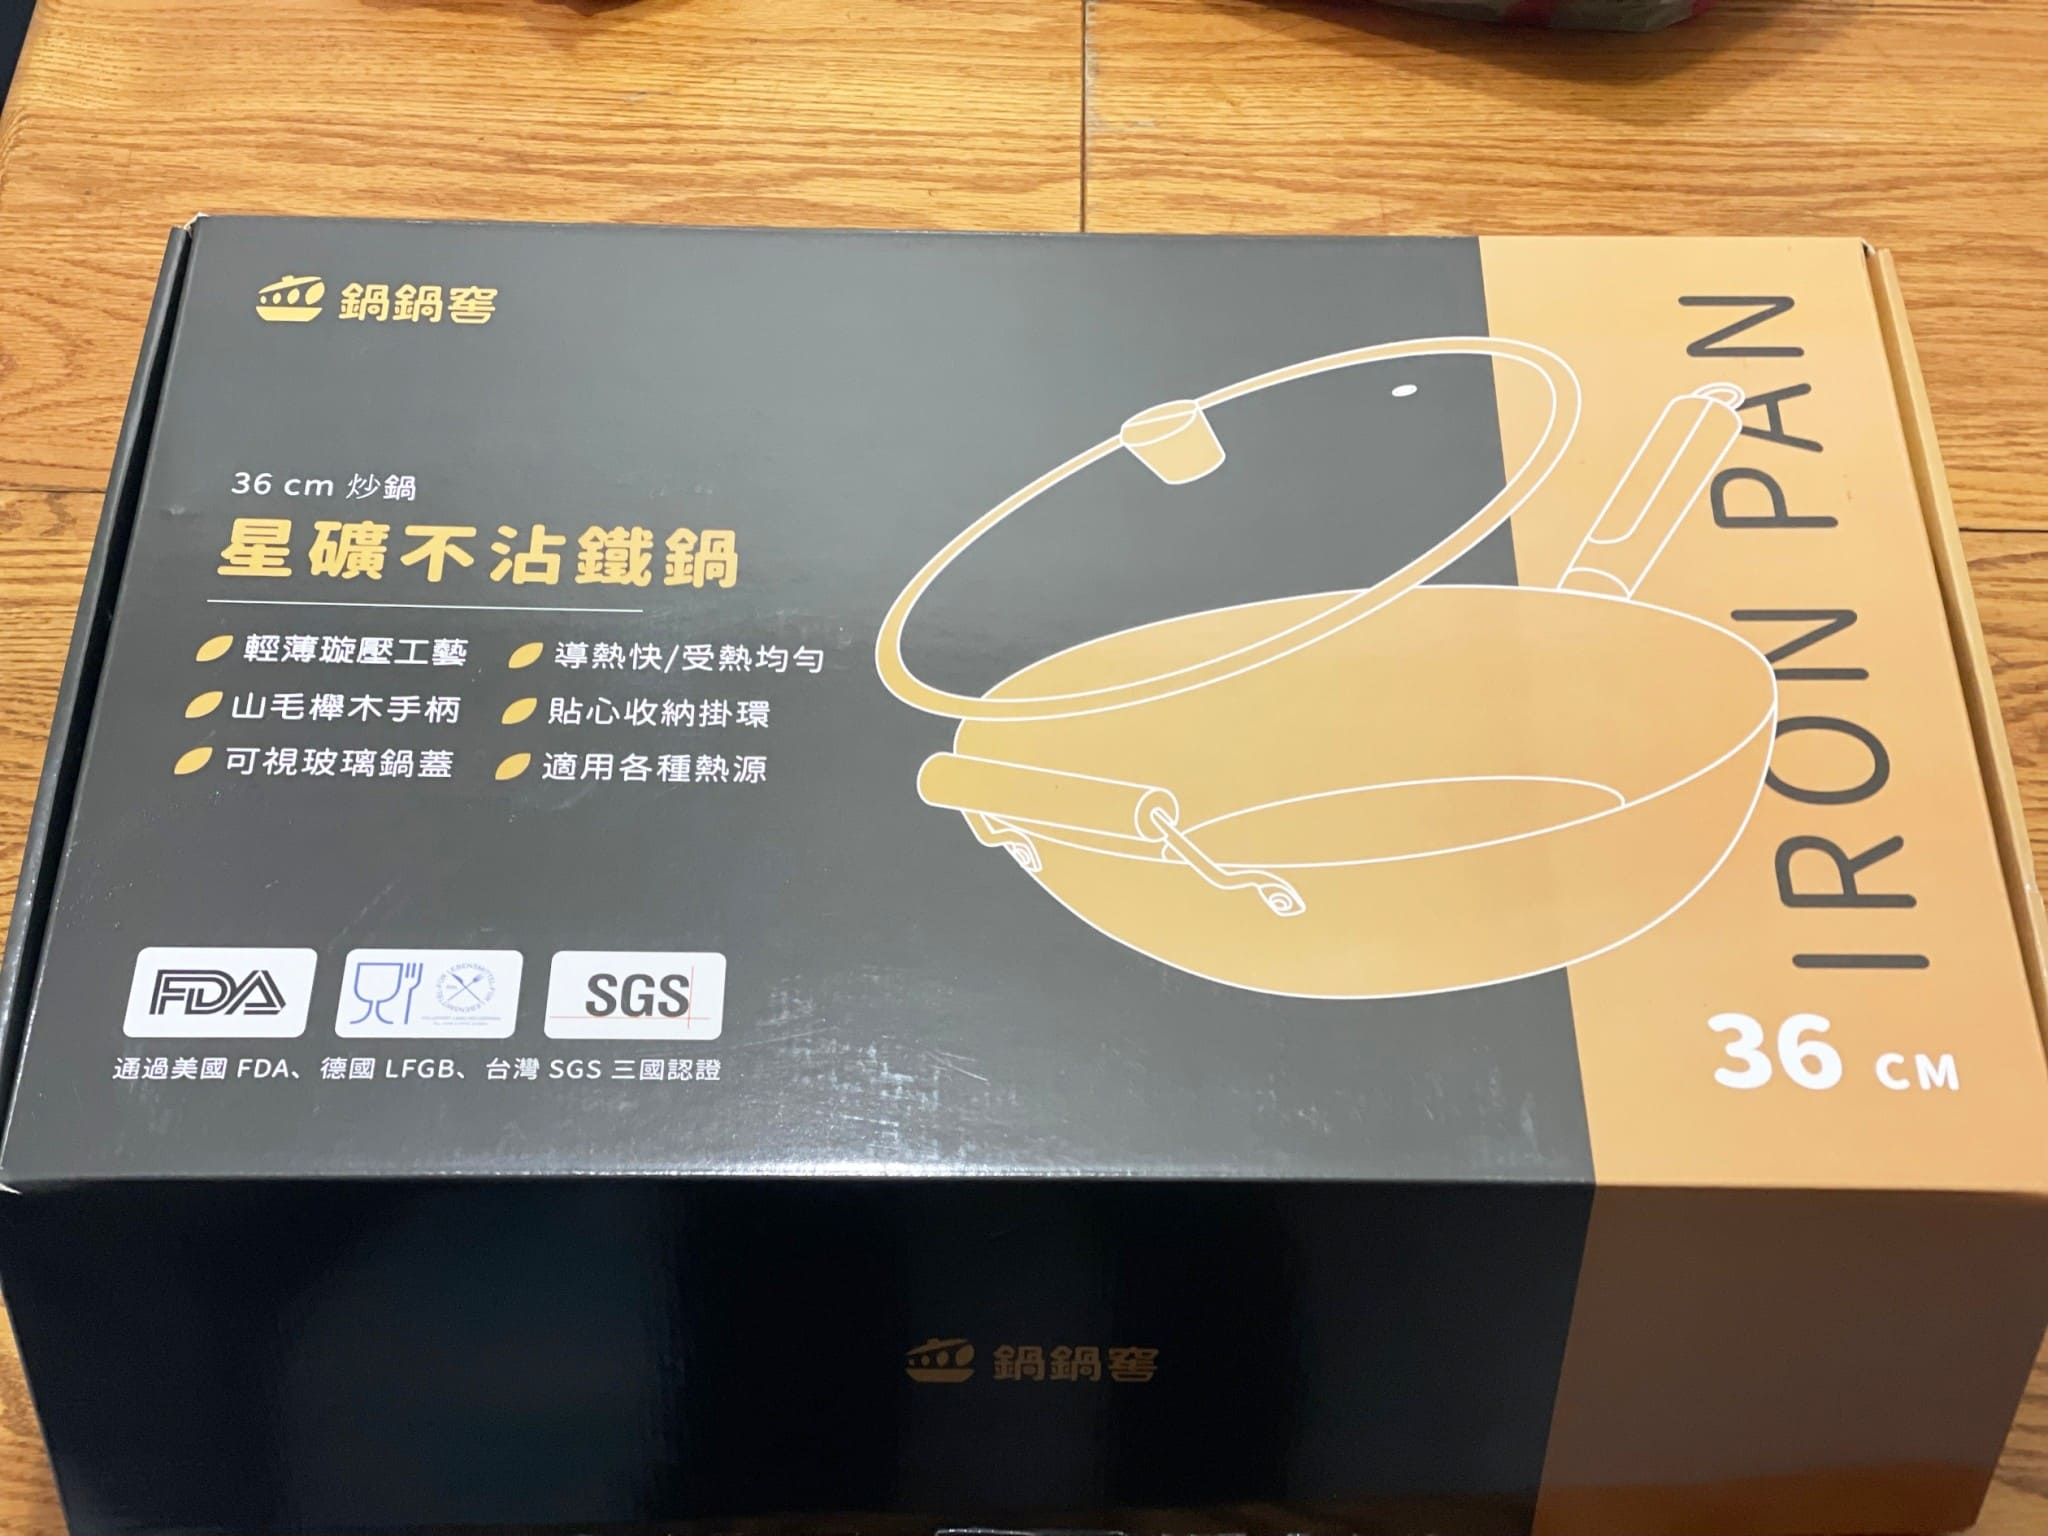 鍋鍋窖
36 cm 炒鍋
星礦不沾鐵鍋
輕薄璇壓工藝
導熱快/受熱均勻
山毛櫸木手柄
貼心收納掛環
可視玻璃鍋蓋
適用各種熱源
FDA
SGS
通過美國 FDA、德國 LFGB、台灣 SGS 三國認證
IRON PAN
36 CM
鍋鍋窖